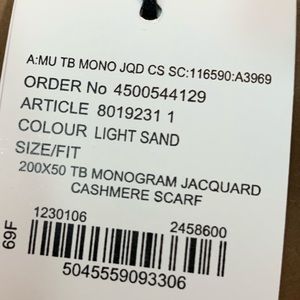 A:MU TB MONO JQD CS SC:116590:A3969
ORDER No 4500544129
ARTICLE 8019231 1
COLOUR LIGHT SAND
SIZE/FIT
200X50 TB MONOGRAM JACQUARD
CASHMERE SCARF
1230106 2458600
69F
5045559093306